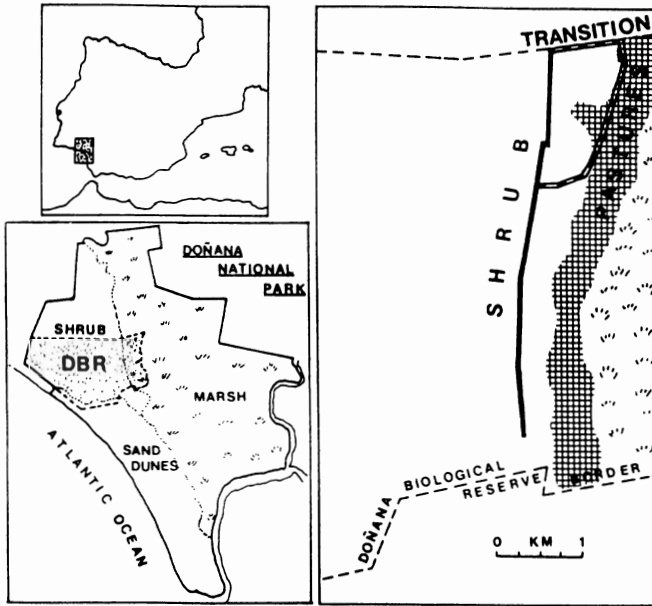 DOÑANA
NATIONAL
PARK
SHRUB
DBR
MARSH
SAND
DUNES
ATLANTIC OCEAN
TRANSITION
PASTURES
SHRUB
DOÑANA BIOLOGICAL
RESERVE BORDER
0 KM 1